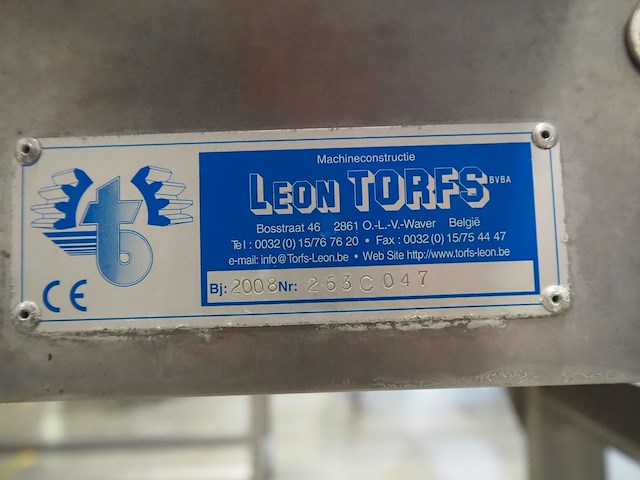 Machineconstructie
LEON TORFS BVBA
Bosstraat 46 2861 O.-L.-V.-Waver België
Tel : 0032 (0) 15/76 76 20 • Fax : 0032 (0) 15/75 44 47
e-mail: info@Torfs-Leon.be • Web Site http://www.torfs-leon.be
Bj: 2008 Nr: 263C047
tb
CE